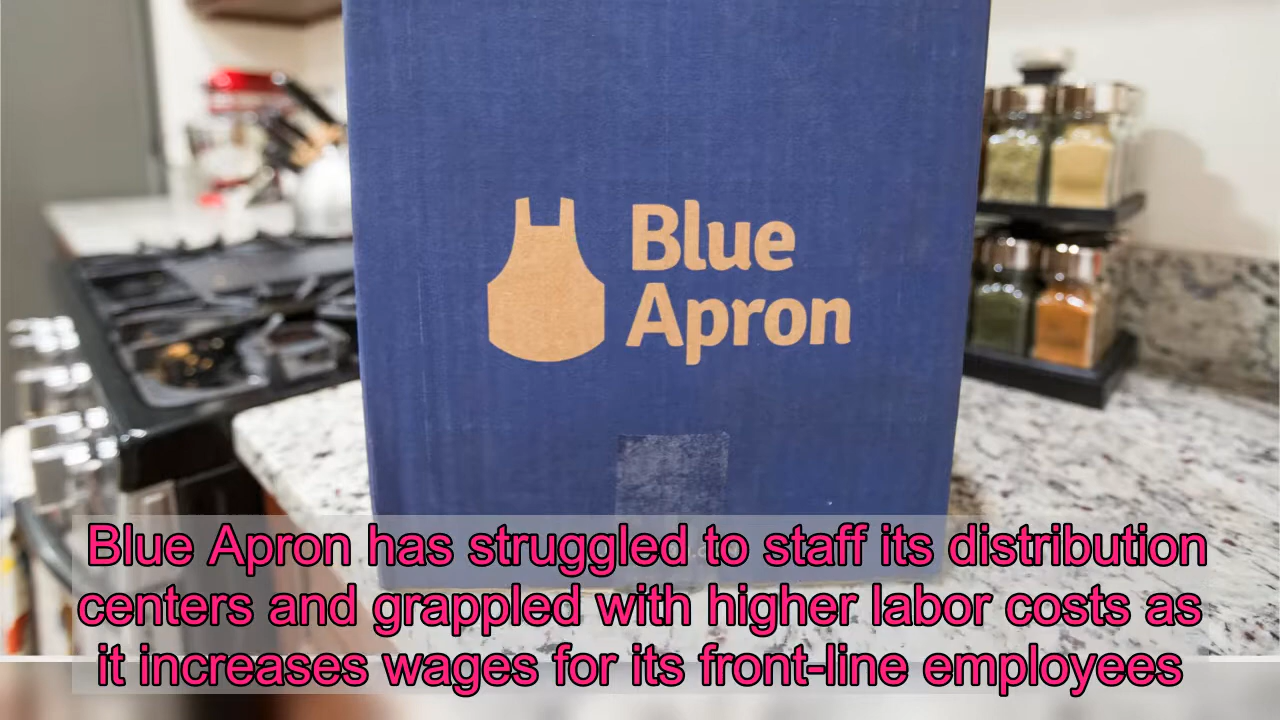 Blue
Apron
Blue Apron has struggled to staff its distribution
centers and grappled with higher labor costs as
it increases wages for its front-line employees